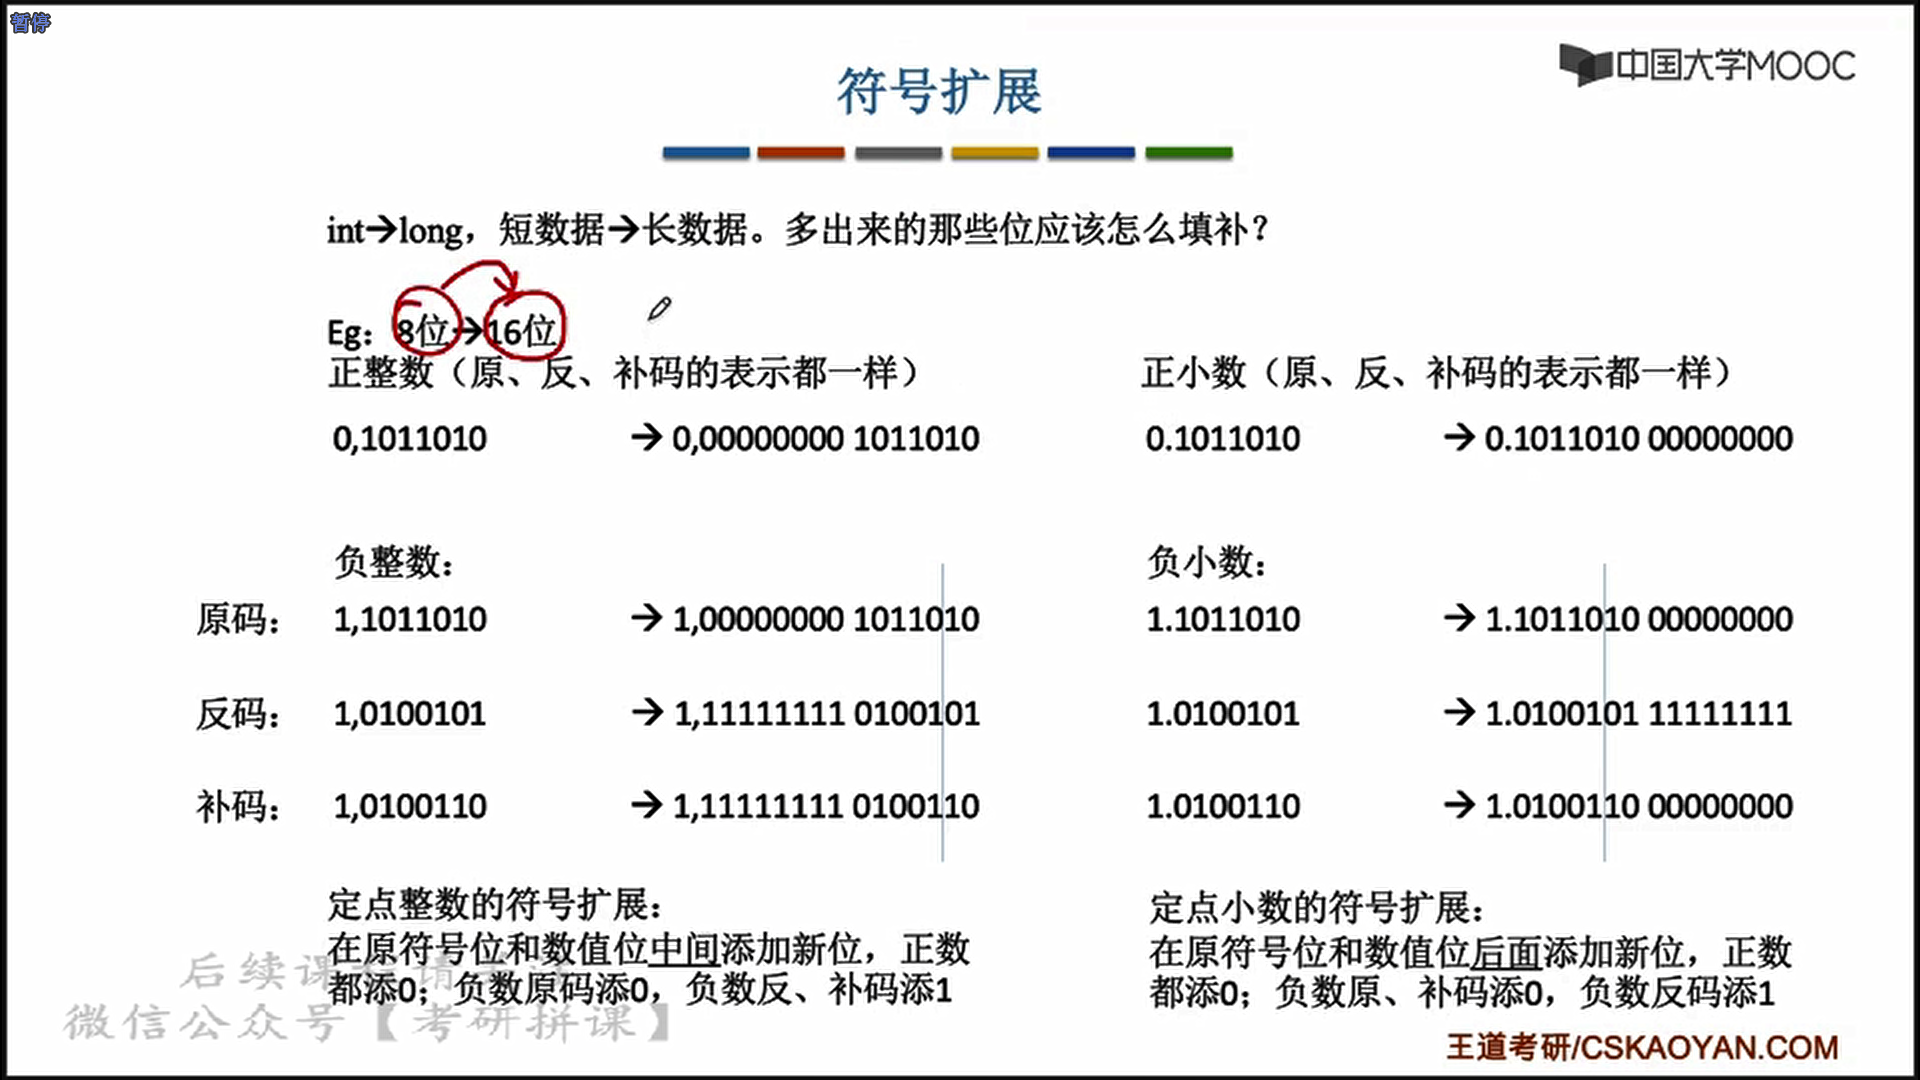 暂停
中国大学MOOC
符号扩展
int→long，短数据→长数据。多出来的那些位应该怎么填补？
Eg：8位→16位
正整数（原、反、补码的表示都一样）
0,1011010 → 0,00000000 1011010
正小数（原、反、补码的表示都一样）
0.1011010 → 0.1011010 00000000
负整数：
原码： 1,1011010 → 1,00000000 1011010
反码： 1,0100101 → 1,11111111 0100101
补码： 1,0100110 → 1,11111111 0100110
负小数：
1.1011010 → 1.1011010 00000000
1.0100101 → 1.0100101 11111111
1.0100110 → 1.0100110 00000000
定点整数的符号扩展：
在原符号位和数值位中间添加新位，正数
都添0；负数原码添0，负数反、补码添1
定点小数的符号扩展：
在原符号位和数值位后面添加新位，正数
都添0；负数原、补码添0，负数反码添1
后续课程请关注
微信公众号【考研拼课】
王道考研/CSKAOYAN.COM